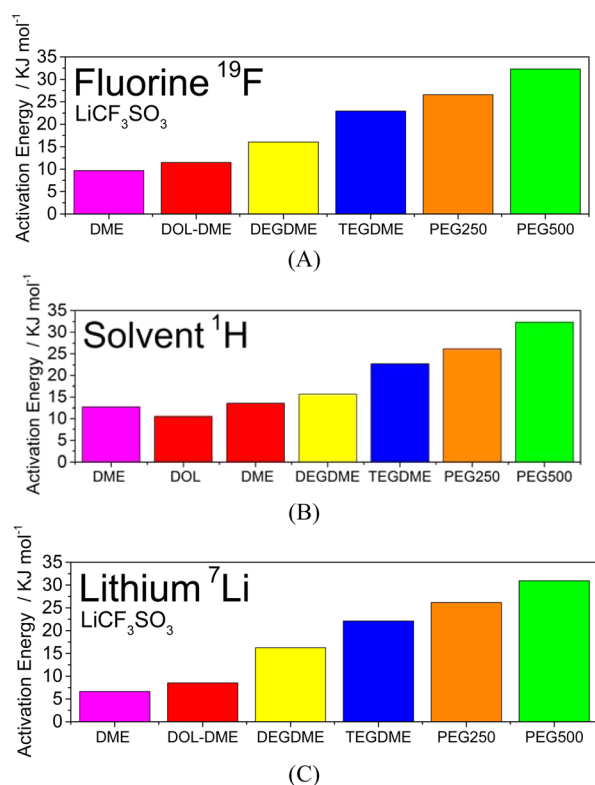 Activation Energy / KJ mol⁻¹
35
30
25
20
15
10
5
0
Fluorine ¹⁹F
LiCF₃SO₃
DME DOL-DME DEGDME TEGDME PEG250 PEG500
(A)
Activation Energy / KJ mol⁻¹
35
30
25
20
15
10
5
0
Solvent ¹H
DME DOL DME DEGDME TEGDME PEG250 PEG500
(B)
Activation Energy / KJ mol⁻¹
35
30
25
20
15
10
5
0
Lithium ⁷Li
LiCF₃SO₃
DME DOL-DME DEGDME TEGDME PEG250 PEG500
(C)